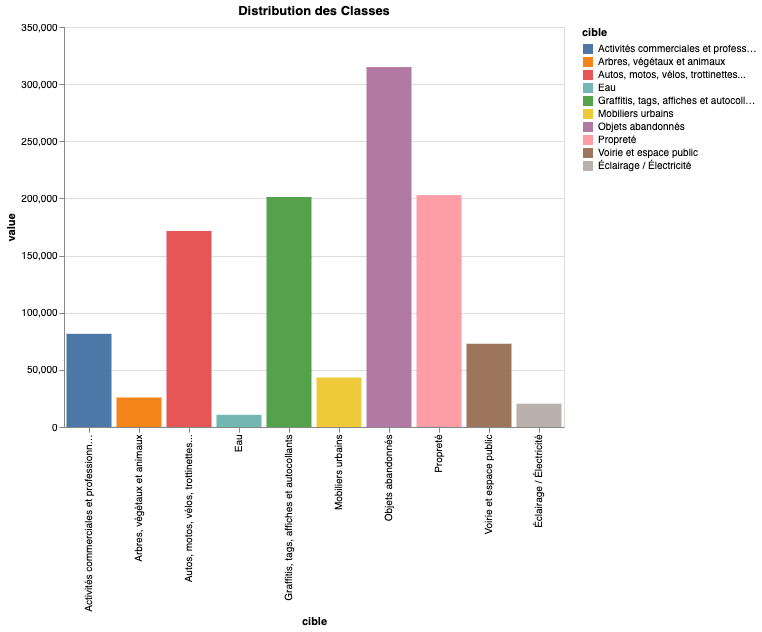 Distribution des Classes
350,000
300,000
250,000
200,000
150,000
100,000
50,000
0
value
Activités commerciales et professionn...
Arbres, végétaux et animaux
Autos, motos, vélos, trottinettes...
Eau
Graffitis, tags, affiches et autocollants
Mobiliers urbains
Objets abandonnés
Propreté
Voirie et espace public
Éclairage / Électricité
cible
cible
Activités commerciales et profess...
Arbres, végétaux et animaux
Autos, motos, vélos, trottinettes...
Eau
Graffitis, tags, affiches et autocoll...
Mobiliers urbains
Objets abandonnés
Propreté
Voirie et espace public
Éclairage / Électricité